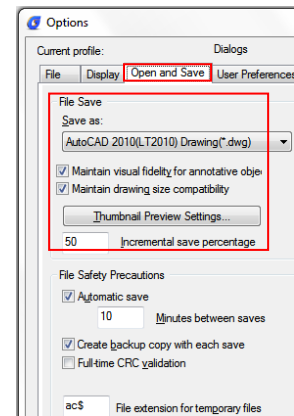 Options
Current profile: Dialogs
File Display Open and Save User Preferences
File Save
Save as:
AutoCAD 2010(LT2010) Drawing(*.dwg)
Maintain visual fidelity for annotative obje
Maintain drawing size compatibility
Thumbnail Preview Settings...
50 Incremental save percentage
File Safety Precautions
Automatic save
10 Minutes between saves
Create backup copy with each save
Full-time CRC validation
ac$ File extension for temporary files